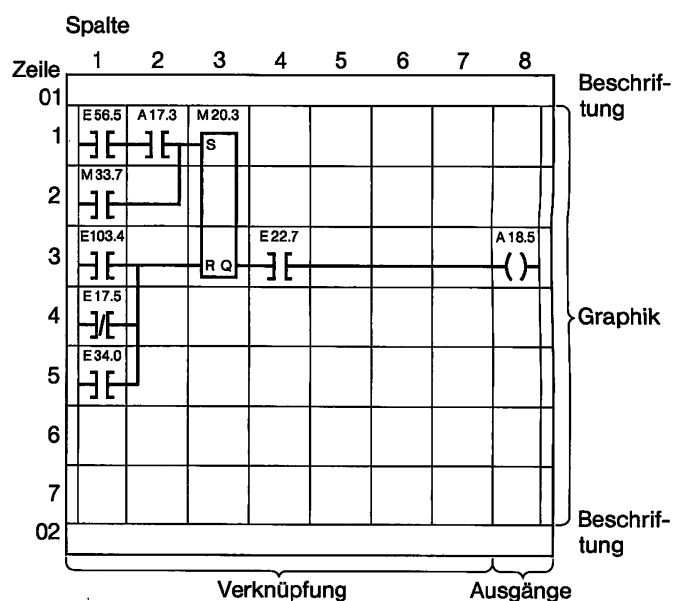 Spalte
Zeile 1 2 3 4 5 6 7 8
01
Beschrif-
tung
E 56.5 A 17.3 M 20.3
1
S
M 33.7
2
E103.4 E 22.7 A 18.5
3
R Q
E 17.5
4
Graphik
E 34.0
5
6
7
02
Beschrif-
tung
Verknüpfung Ausgänge